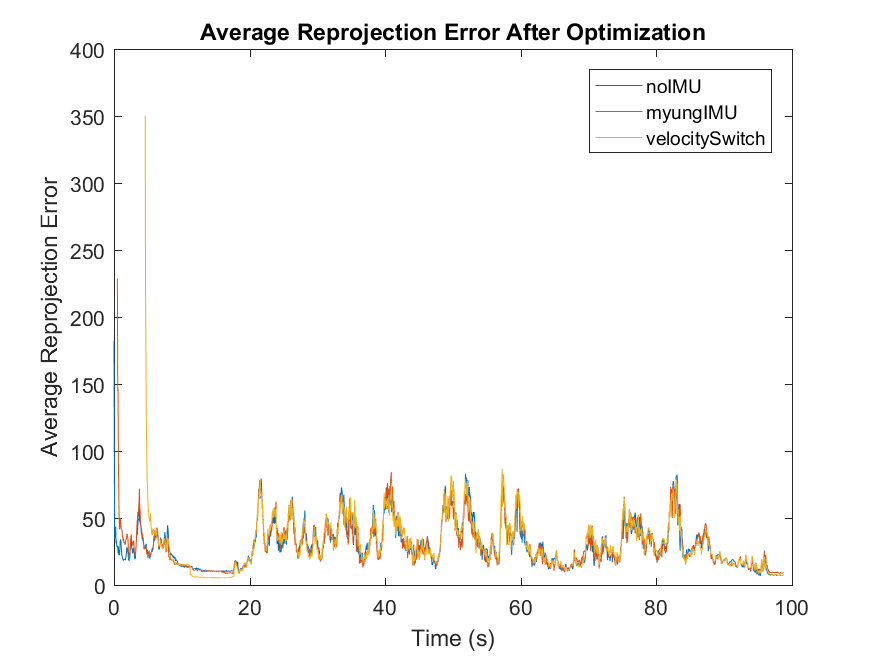 Average Reprojection Error After Optimization
400
350
300
250
200
150
100
50
0
Average Reprojection Error
noIMU
myungIMU
velocitySwitch
0 20 40 60 80 100
Time (s)